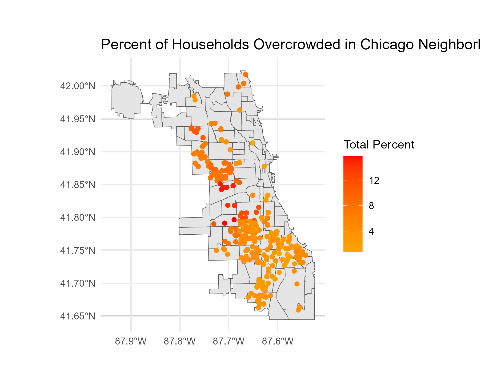 Percent of Households Overcrowded in Chicago Neighborl
42.00°N
41.95°N
41.90°N
41.85°N
41.80°N
41.75°N
41.70°N
41.65°N
87.9°W 87.8°W 87.7°W 87.6°W
Total Percent
12
8
4